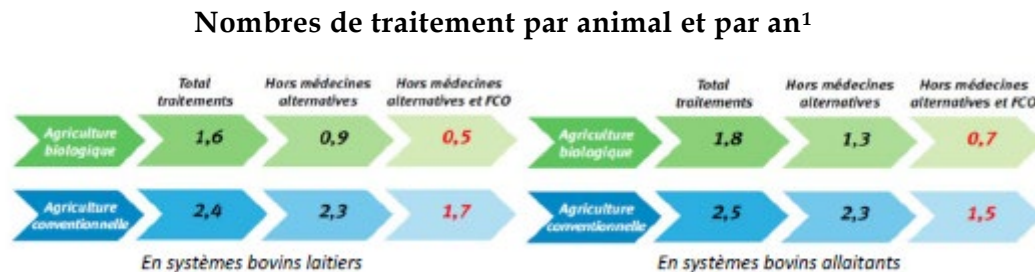 Nombres de traitement par animal et par an¹
Total traitements
Hors médecines alternatives
Hors médecines alternatives et FCO
Agriculture biologique
1,6
0,9
0,5
Agriculture conventionnelle
2,4
2,3
1,7
En systèmes bovins laitiers
Total traitements
Hors médecines alternatives
Hors médecines alternatives et FCO
Agriculture biologique
1,8
1,3
0,7
Agriculture conventionnelle
2,5
2,3
1,5
En systèmes bovins allaitants